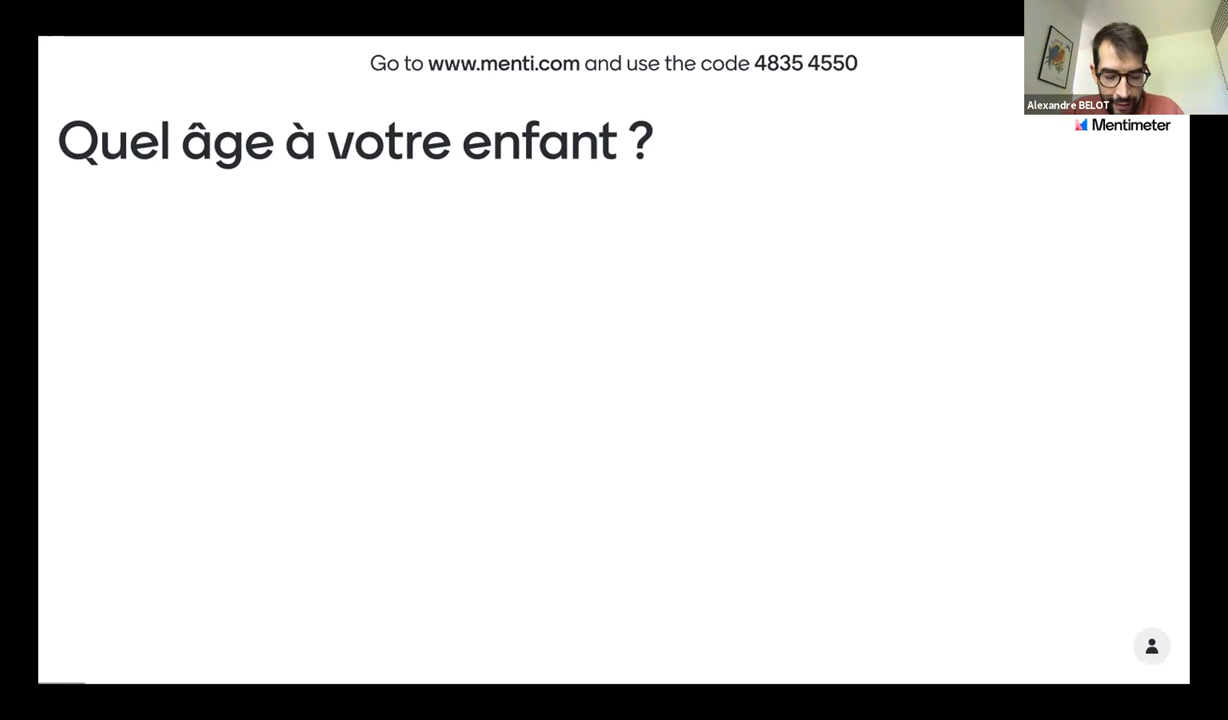 Go to www.menti.com and use the code 4835 4550
Alexandre BELOT
Mentimeter
Quel âge à votre enfant ?